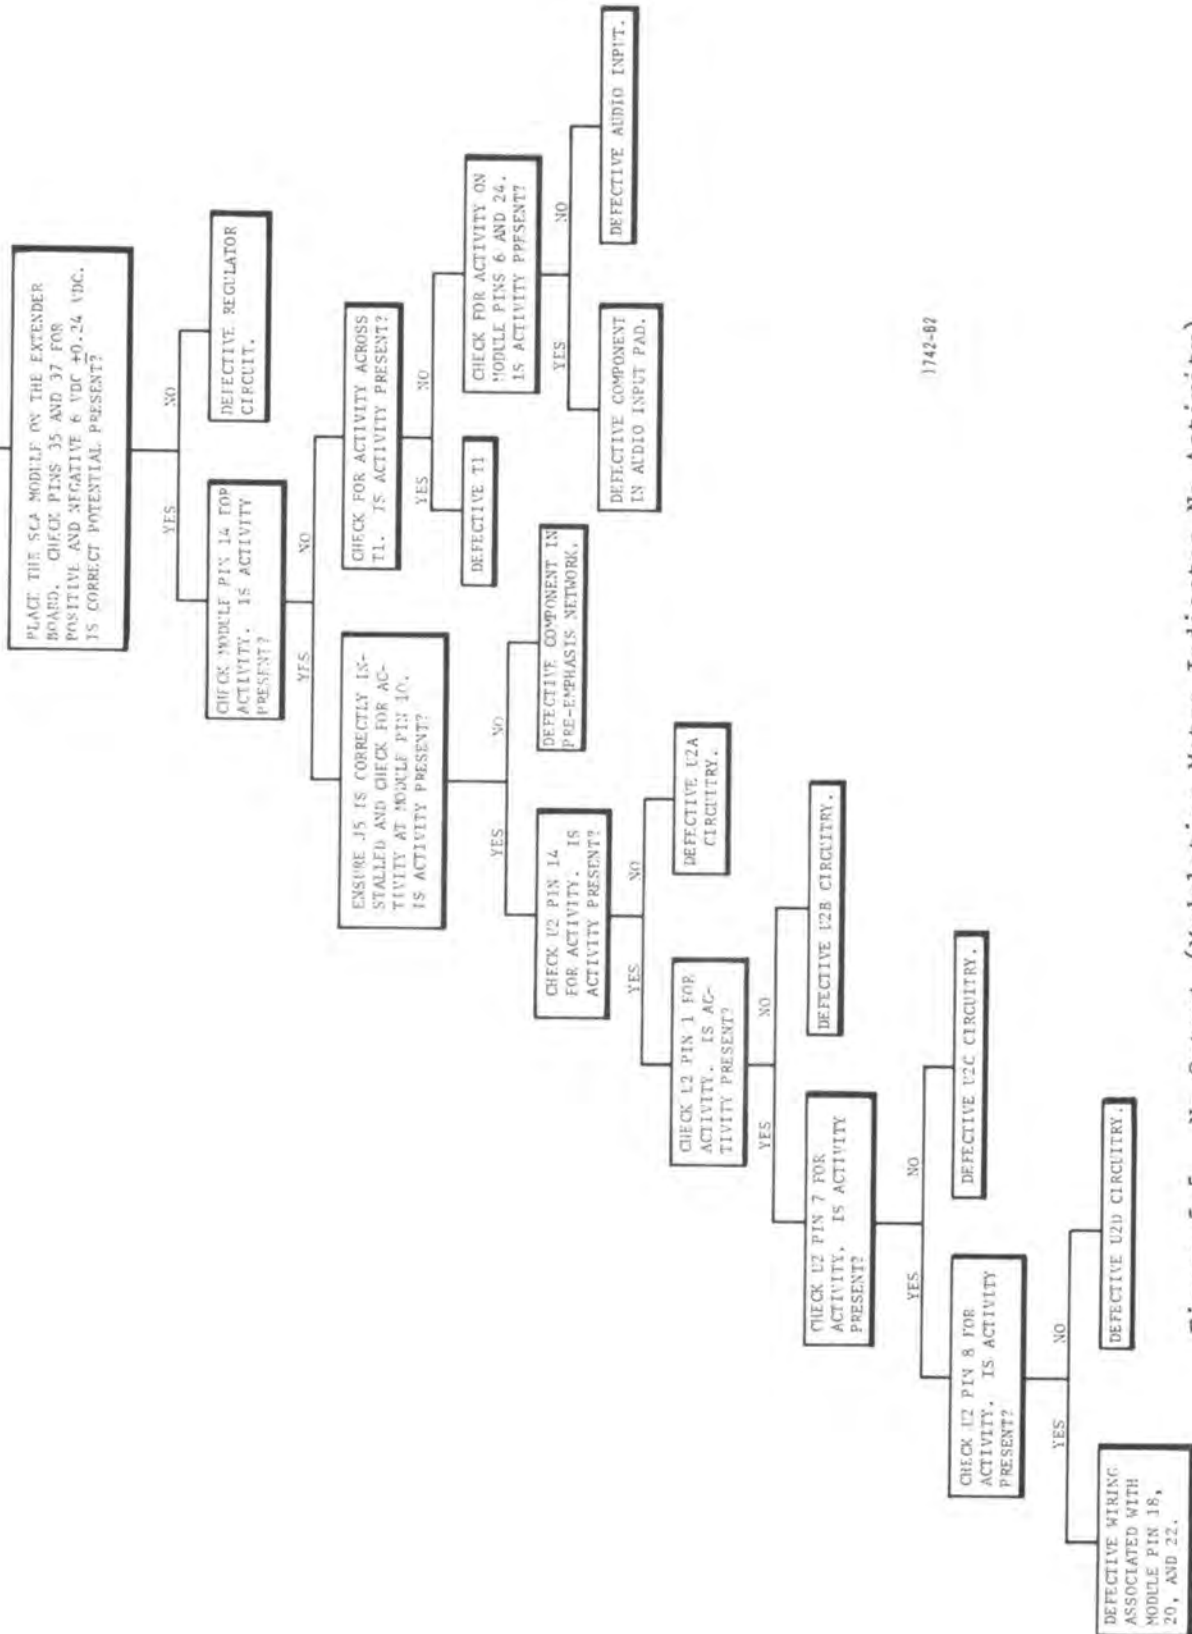 PLACE THE SCA MODULE ON THE EXTENDER
BOARD. CHECK PINS 35 AND 37 FOR
POSITIVE AND NEGATIVE 6 VDC ±0.24 VDC.
IS CORRECT POTENTIAL PRESENT?
YES
NO
CHECK MODULE PIN 14 FOR
ACTIVITY. IS ACTIVITY
PRESENT?
DEFECTIVE REGULATOR
CIRCUIT.
YES
NO
ENSURE J5 IS CORRECTLY IN-
STALLED AND CHECK FOR AC-
TIVITY AT MODULE PIN 10.
IS ACTIVITY PRESENT?
CHECK FOR ACTIVITY ACROSS
T1. IS ACTIVITY PRESENT?
YES
NO
DEFECTIVE T1
CHECK FOR ACTIVITY ON
MODULE PINS 6 AND 24.
IS ACTIVITY PRESENT?
YES
NO
DEFECTIVE COMPONENT
IN AUDIO INPUT PAD.
DEFECTIVE AUDIO INPUT.
YES
NO
CHECK U2 PIN 14
FOR ACTIVITY. IS
ACTIVITY PRESENT?
DEFECTIVE COMPONENT IN
PRE-EMPHASIS NETWORK.
YES
NO
CHECK U2 PIN 1 FOR
ACTIVITY. IS AC-
TIVITY PRESENT?
DEFECTIVE U2A
CIRCUITRY.
YES
NO
CHECK U2 PIN 7 FOR
ACTIVITY. IS ACTIVITY
PRESENT?
DEFECTIVE U2B CIRCUITRY.
YES
NO
CHECK U2 PIN 8 FOR
ACTIVITY. IS ACTIVITY
PRESENT?
DEFECTIVE U2C CIRCUITRY.
YES
NO
DEFECTIVE WIRING
ASSOCIATED WITH
MODULE PIN 18,
20, AND 22.
DEFECTIVE U2D CIRCUITRY.
1742-82